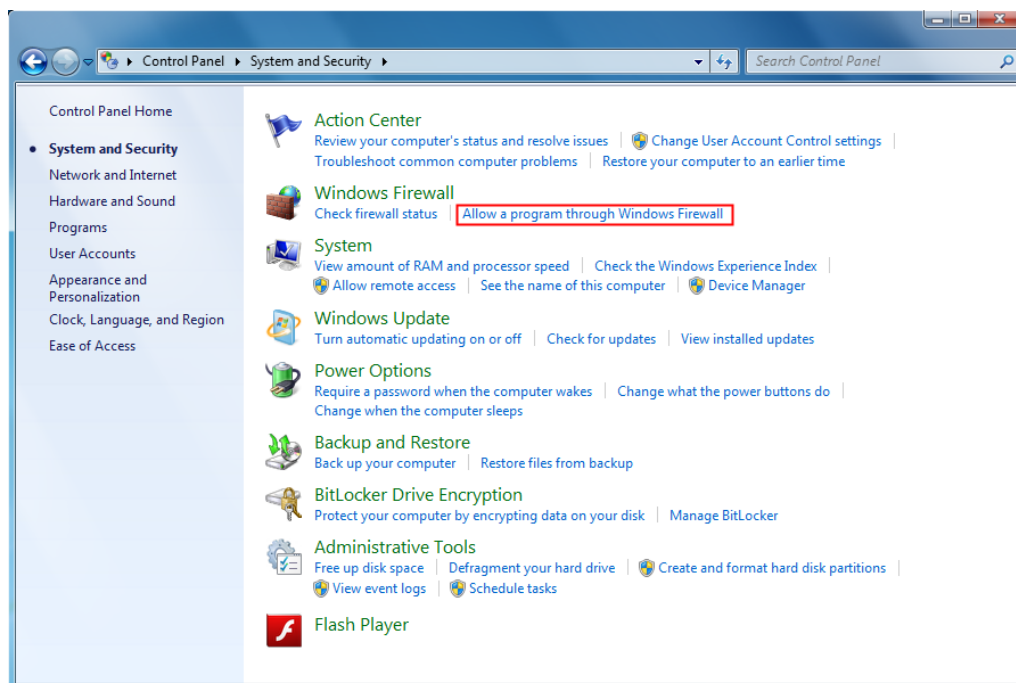 Control Panel System and Security
Search Control Panel
Control Panel Home
System and Security
Network and Internet
Hardware and Sound
Programs
User Accounts
Appearance and
Personalization
Clock, Language, and Region
Ease of Access
Action Center
Review your computer's status and resolve issues Change User Account Control settings
Troubleshoot common computer problems Restore your computer to an earlier time
Windows Firewall
Check firewall status Allow a program through Windows Firewall
System
View amount of RAM and processor speed Check the Windows Experience Index
Allow remote access See the name of this computer Device Manager
Windows Update
Turn automatic updating on or off Check for updates View installed updates
Power Options
Require a password when the computer wakes Change what the power buttons do
Change when the computer sleeps
Backup and Restore
Back up your computer Restore files from backup
BitLocker Drive Encryption
Protect your computer by encrypting data on your disk Manage BitLocker
Administrative Tools
Free up disk space Defragment your hard drive Create and format hard disk partitions
View event logs Schedule tasks
Flash Player